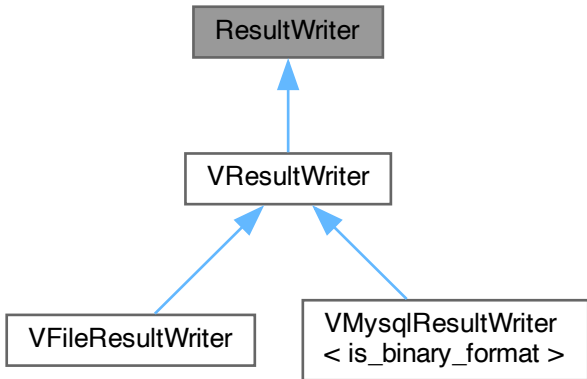 ResultWriter
VResultWriter
VFileResultWriter
VMysqlResultWriter
< is_binary_format >